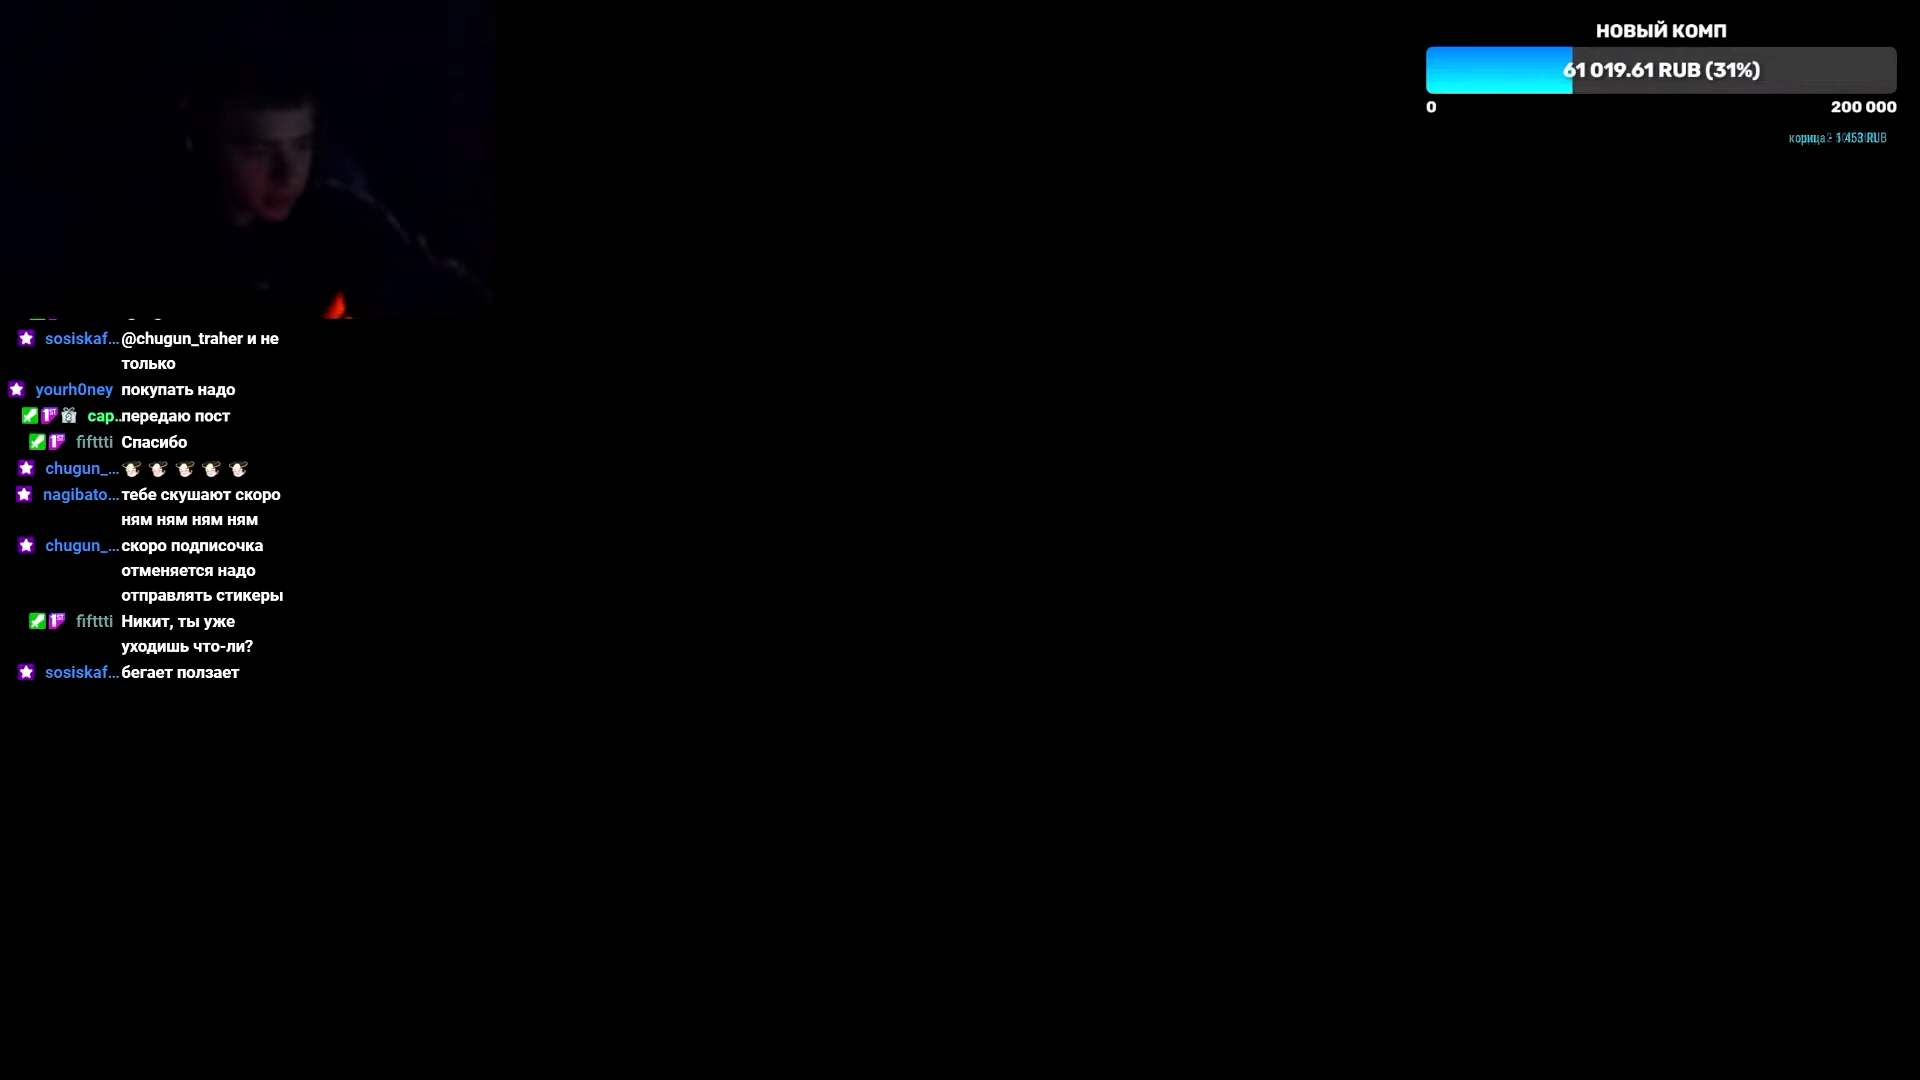 НОВЫЙ КОМП
61 019.61 RUB (31%)
0 200 000
корица
sosiskaf... @chugun_traher и не
только
yourh0ney покупать надо
cap.. передаю пост
fifttti Спасибо
chugun_...
nagibato... тебе скушают скоро
ням ням ням ням
chugun_... скоро подписочка
отменяется надо
отправлять стикеры
fifttti Никит, ты уже
уходишь что-ли?
sosiskaf... бегает ползает